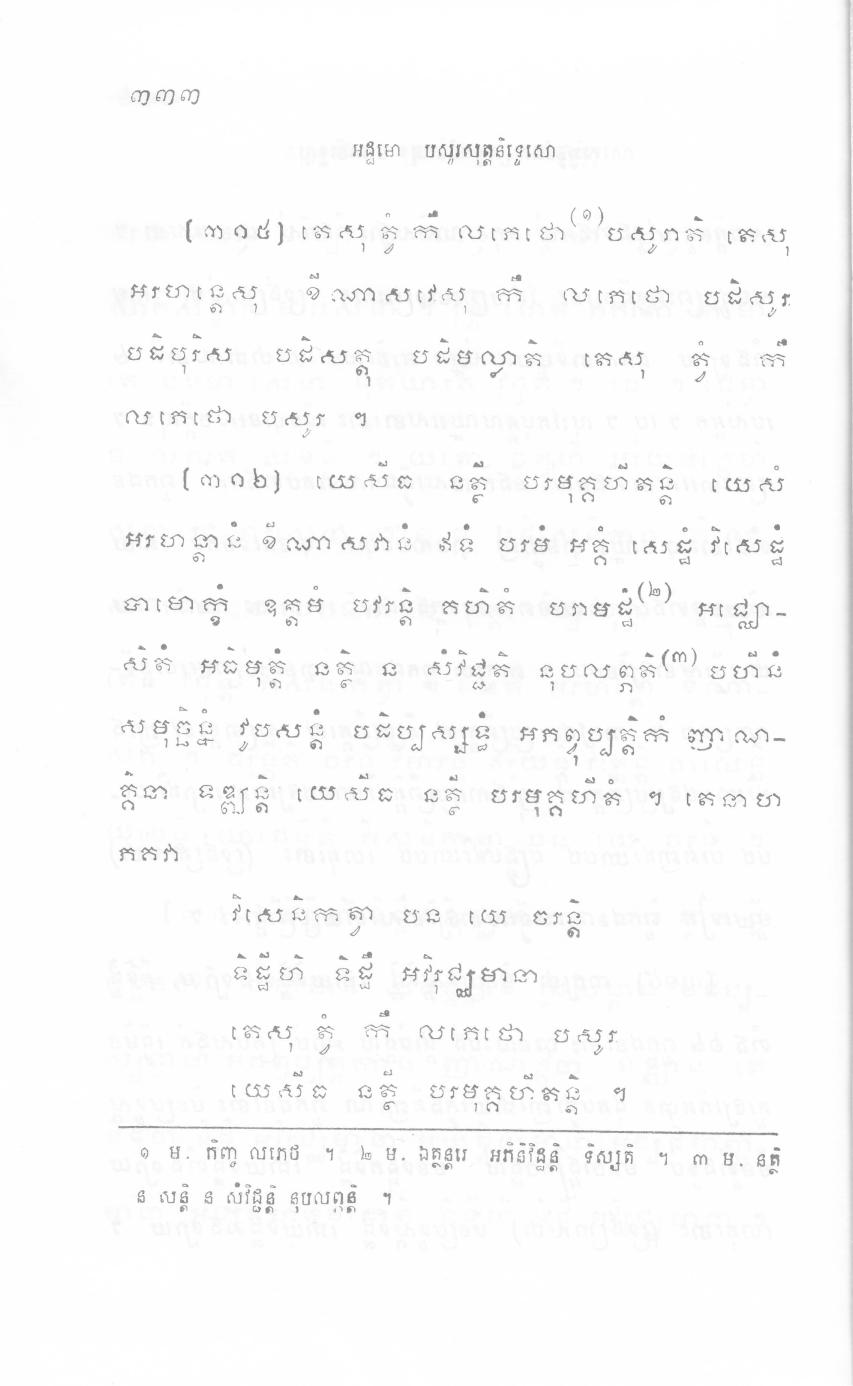 ៣៣៣
អដ្ឋមោ បសូរសុត្តនិទ្ទេសោ
(៣១៥) តេសុ ត្វំ កឹ លភេថោ(១)បសូរាតិ តេសុ
អរហន្តេសុ ខីណាសវេសុ កឹ លភេថោ បដិសូរ
បដិបុរិស បដិសត្តុ បដិមល្លាតិ តេសុ ត្វំ កឹ
លភេថោ បសូរ ។
(៣១៦) យេសីធ នត្ថី បរមុគ្គហីតន្តិ យេសំ
អរហន្តានំ ខីណាសវានំ ឥទំ បរមំ អគ្គំ សេដ្ឋំ វិសេដ្ឋំ
បាមោក្ខំ ឧត្តមំ បវរន្តិ គហិតំ បរាមដ្ឋំ(២) អជ្ឈោ-
សិតំ អធិមុត្តំ នត្ថិ ន សំវិជ្ជតិ នុបលព្ភតិ(៣) បហីនំ
សមុច្ឆិន្នំ វូបសន្តំ បដិប្បស្សទ្ធំ អភព្វុប្បត្តិកំ ញាណ-
គ្គិនា ទឌ្ឍន្តិ យេសីធ នត្ថី បរមុគ្គហីតំ ។ តេនាហ
ភគវា
វិសេនិកត្វា បន យេ ចរន្តិ
ទិដ្ឋីហិ ទិដ្ឋឹ អវិរុជ្ឈមានា
តេសុ ត្វំ កឹ លភេថោ បសូរ
យេសីធ នត្ថី បរមុគ្គហីតន្តិ ។
១ ម. កិញ្ច លភេថ ។ ២ ម. ឯត្ថន្តរេ អភិនិវិដ្ឋន្តិ ទិស្សតិ ។ ៣ ម. នត្ថិ
ន សន្តិ ន សំវិជ្ជន្តិ នុបលព្ភន្តិ ។